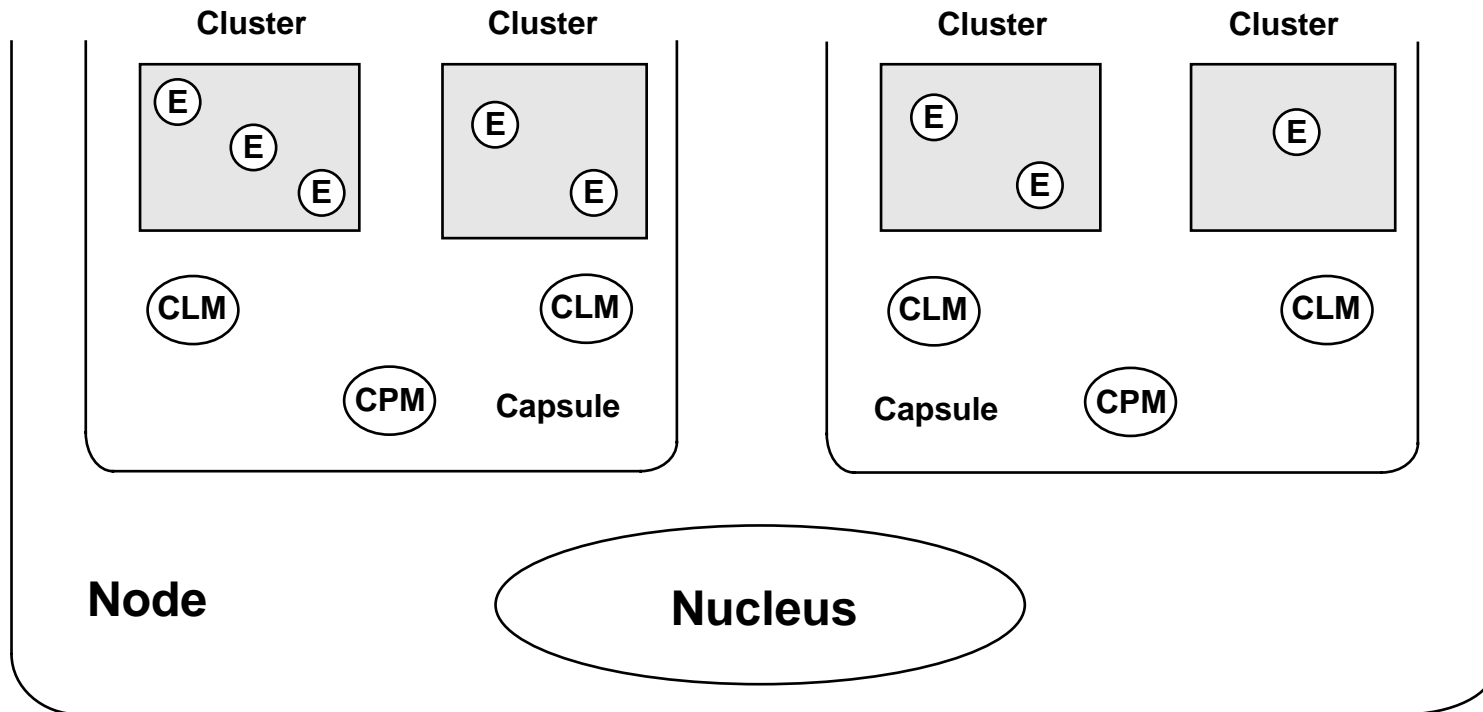 Cluster Cluster Cluster Cluster
E E E E
E E
E E
CLM CLM CLM CLM
CPM Capsule Capsule CPM
Node Nucleus